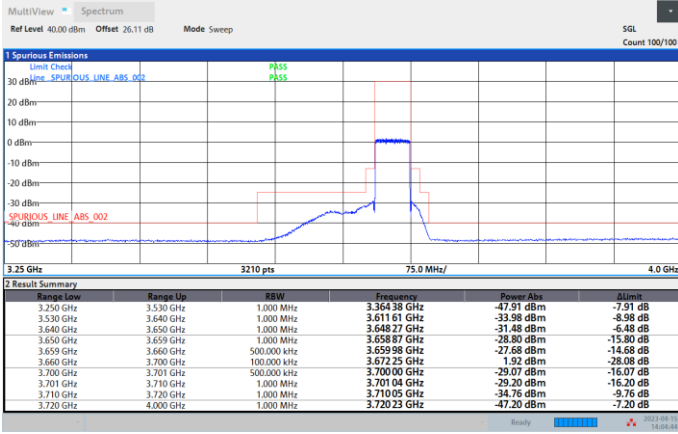 MultiView Spectrum
Ref Level 40.00 dBm Offset 26.11 dB Mode Sweep SGL
Count 100/100
1 Spurious Emissions
Limit Check PASS
Line _SPURIOUS_LINE_ABS_002 PASS
30 dBm
20 dBm
10 dBm
0 dBm
-10 dBm
-20 dBm
-30 dBm
SPURIOUS_LINE_ABS_002
-40 dBm
-50 dBm
3.25 GHz 3210 pts 75.0 MHz/ 4.0 GHz
2 Result Summary
Range Low Range Up RBW Frequency Power Abs ΔLimit
3.250 GHz 3.530 GHz 1.000 MHz 3.364 38 GHz -47.91 dBm -7.91 dB
3.530 GHz 3.640 GHz 1.000 MHz 3.611 61 GHz -33.98 dBm -8.98 dB
3.640 GHz 3.650 GHz 1.000 MHz 3.648 27 GHz -31.48 dBm -6.48 dB
3.650 GHz 3.659 GHz 1.000 MHz 3.658 87 GHz -28.80 dBm -15.80 dB
3.659 GHz 3.660 GHz 500.000 kHz 3.659 98 GHz -27.68 dBm -14.68 dB
3.660 GHz 3.700 GHz 100.000 kHz 3.672 25 GHz 1.92 dBm -28.08 dB
3.700 GHz 3.701 GHz 500.000 kHz 3.700 00 GHz -29.07 dBm -16.07 dB
3.701 GHz 3.710 GHz 1.000 MHz 3.701 04 GHz -29.20 dBm -16.20 dB
3.710 GHz 3.720 GHz 1.000 MHz 3.710 05 GHz -34.76 dBm -9.76 dB
3.720 GHz 4.000 GHz 1.000 MHz 3.720 23 GHz -47.20 dBm -7.20 dB
Ready 2023-04-15
14:04:44